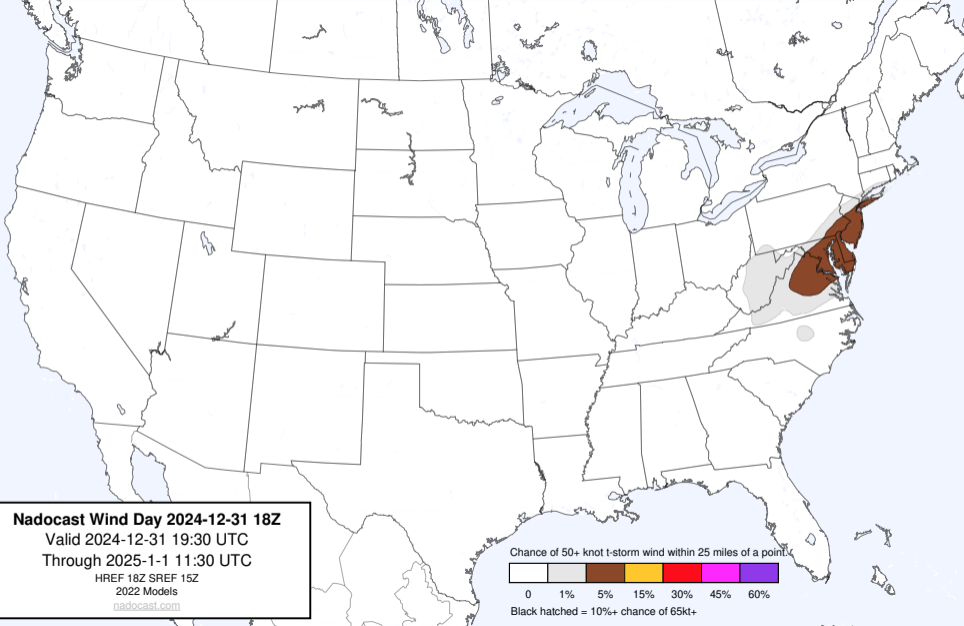 Nadocast Wind Day 2024-12-31 18Z
Valid 2024-12-31 19:30 UTC
Through 2025-1-1 11:30 UTC
HREF 18Z SREF 15Z
2022 Models
nadocast.com
Chance of 50+ knot t-storm wind within 25 miles of a point.
0 1% 5% 15% 30% 45% 60%
Black hatched = 10%+ chance of 65kt+